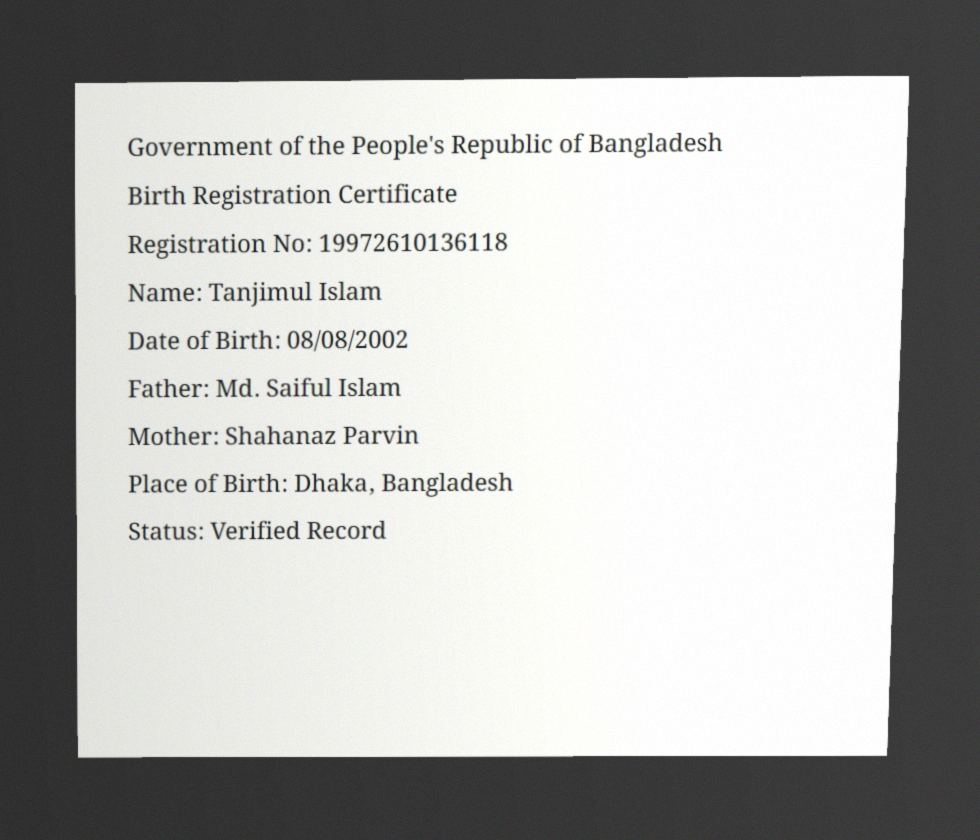 Government of the People's Republic of Bangladesh
Birth Registration Certificate
Registration No: 19972610136118
Name: Tanjimul Islam
Date of Birth: 08/08/2002
Father: Md. Saiful Islam
Mother: Shahanaz Parvin
Place of Birth: Dhaka, Bangladesh
Status: Verified Record